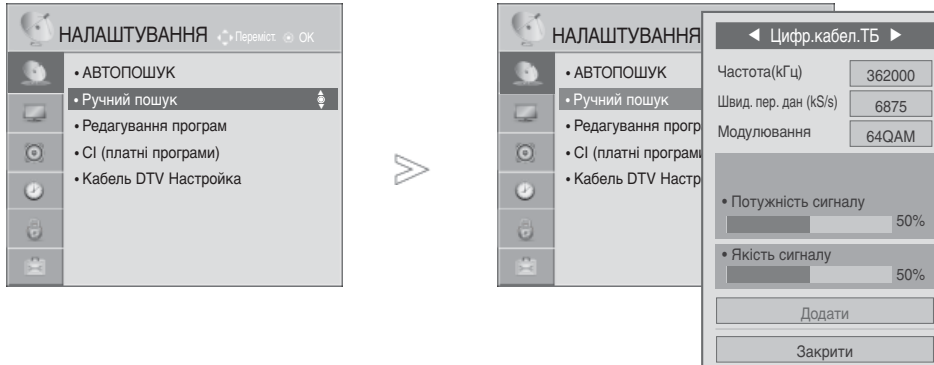 НАЛАШТУВАННЯ Переміст. OK
• АВТОПОШУК
• Ручний пошук
• Редагування програм
• CI (платні програми)
• Кабель DTV Настройка
НАЛАШТУВАННЯ
• АВТОПОШУК
• Ручний пошук
• Редагування прогр
• CI (платні програми
• Кабель DTV Настр
◀ Цифр.кабел.ТБ ▶
Частота(kГц) 362000
Швид. пер. дан (kS/s) 6875
Модулювання 64QAM
• Потужність сигналу
50%
• Якість сигналу
50%
Додати
Закрити